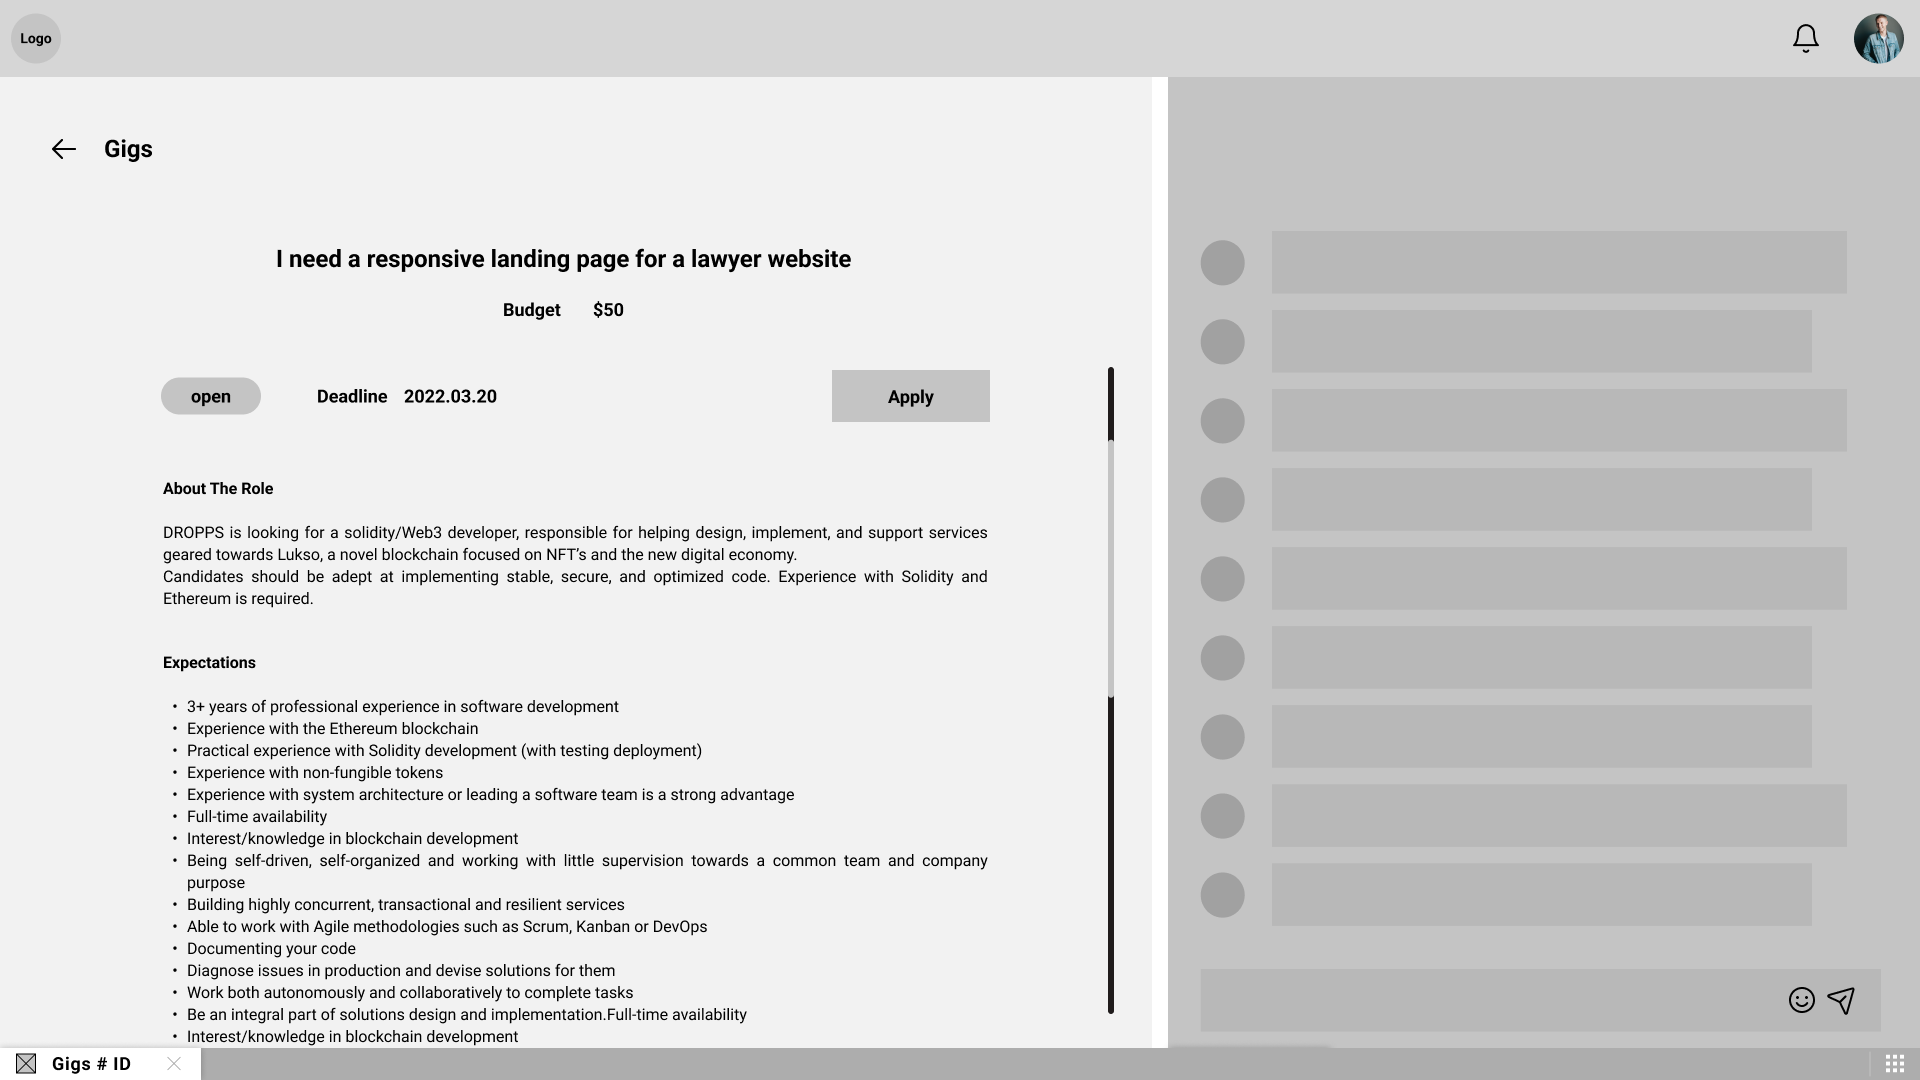 Logo
Gigs
I need a responsive landing page for a lawyer website
Budget $50
open Deadline 2022.03.20 Apply
About The Role
DROPPS is looking for a solidity/Web3 developer, responsible for helping design, implement, and support services
geared towards Lukso, a novel blockchain focused on NFT’s and the new digital economy.
Candidates should be adept at implementing stable, secure, and optimized code. Experience with Solidity and
Ethereum is required.
Expectations
• 3+ years of professional experience in software development
• Experience with the Ethereum blockchain
• Practical experience with Solidity development (with testing deployment)
• Experience with non-fungible tokens
• Experience with system architecture or leading a software team is a strong advantage
• Full-time availability
• Interest/knowledge in blockchain development
• Being self-driven, self-organized and working with little supervision towards a common team and company
purpose
• Building highly concurrent, transactional and resilient services
• Able to work with Agile methodologies such as Scrum, Kanban or DevOps
• Documenting your code
• Diagnose issues in production and devise solutions for them
• Work both autonomously and collaboratively to complete tasks
• Be an integral part of solutions design and implementation.Full-time availability
• Interest/knowledge in blockchain development
Gigs # ID